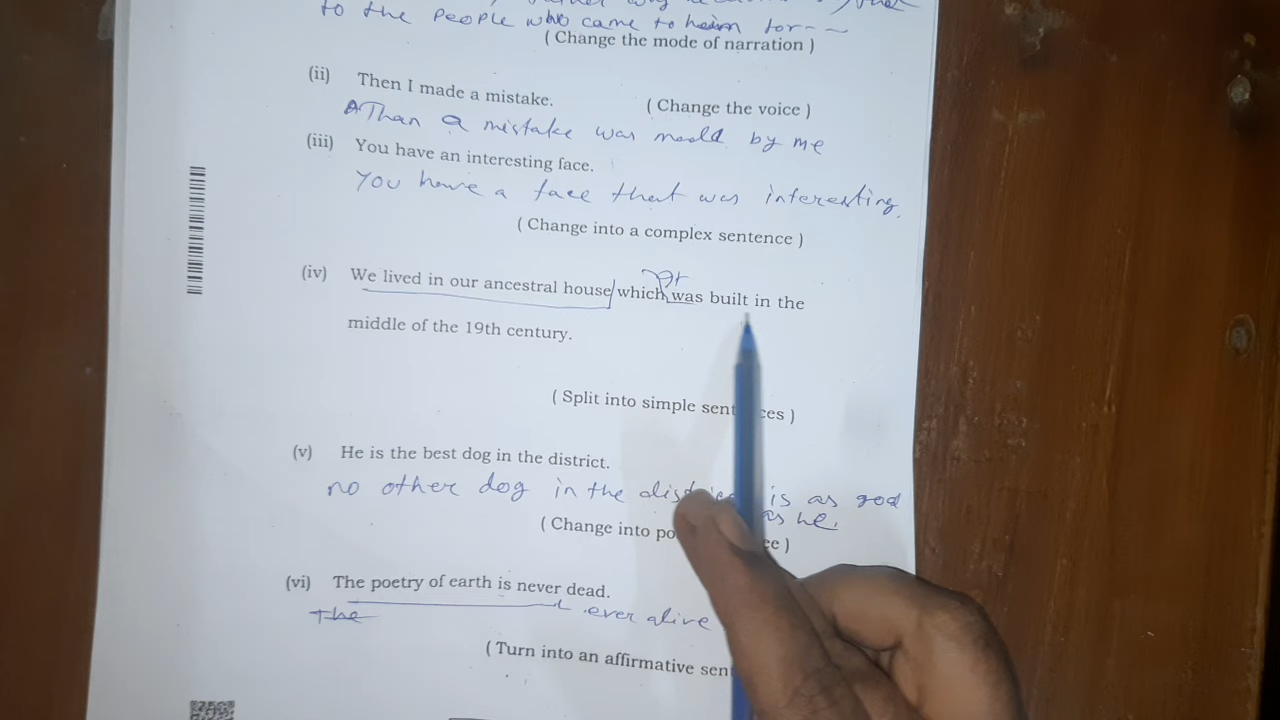 to the people who came to him for--
( Change the mode of narration )
(ii) Then I made a mistake. ( Change the voice )
Than a mistake was made by me
(iii) You have an interesting face.
You have a face that was interesting.
( Change into a complex sentence )
It
(iv) We lived in our ancestral house/which was built in the
middle of the 19th century.
( Split into simple sent ces )
(v) He is the best dog in the district.
no other dog in the is as god
as he.
( Change into po ee )
(vi) The poetry of earth is never dead.
The ever alive
( Turn into an affirmative sen